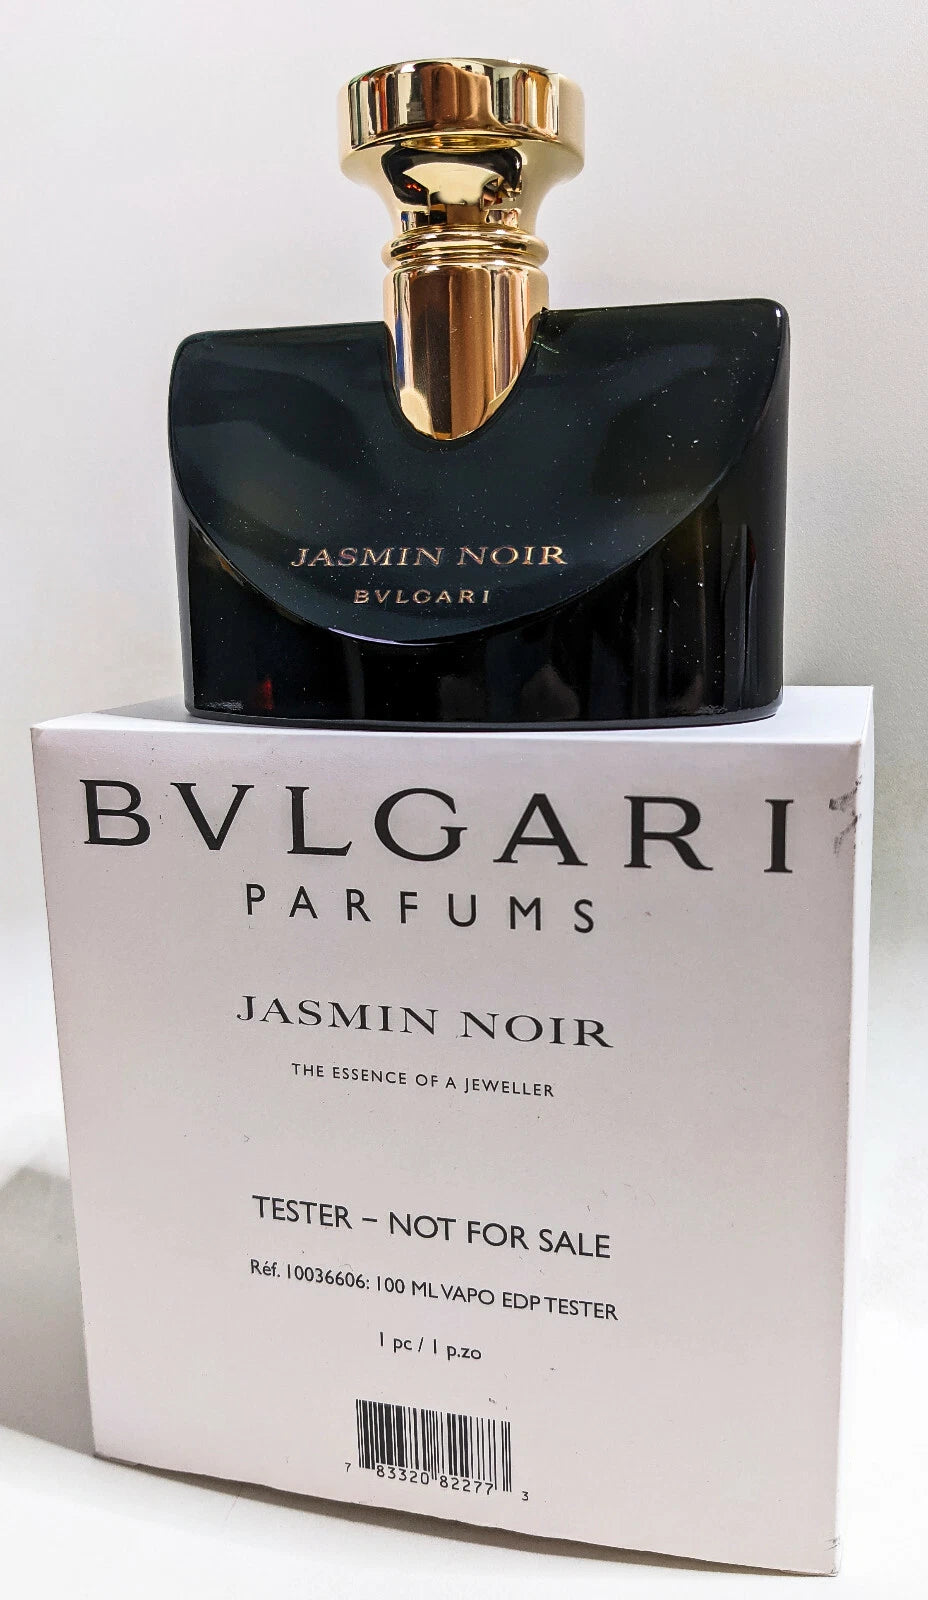 JASMIN NOIR
BVLGARI
BVLGARI
PARFUMS
JASMIN NOIR
THE ESSENCE OF A JEWELLER
TESTER – NOT FOR SALE
Réf. 10036606: 100 ML VAPO EDP TESTER
1 pc / 1 p.zo
7 83320 82277 3